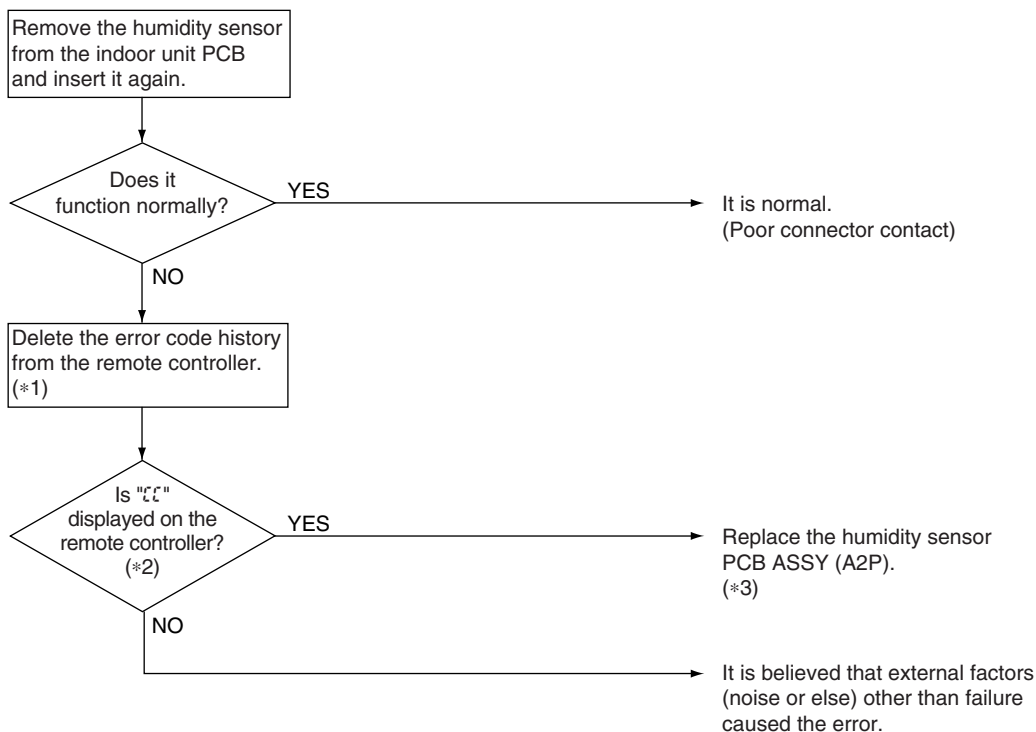 Remove the humidity sensor
from the indoor unit PCB
and insert it again.
Does it
function normally?
YES
It is normal.
(Poor connector contact)
NO
Delete the error code history
from the remote controller.
(*1)
Is "CC"
displayed on the
remote controller?
(*2)
YES
Replace the humidity sensor
PCB ASSY (A2P).
(*3)
NO
It is believed that external factors
(noise or else) other than failure
caused the error.